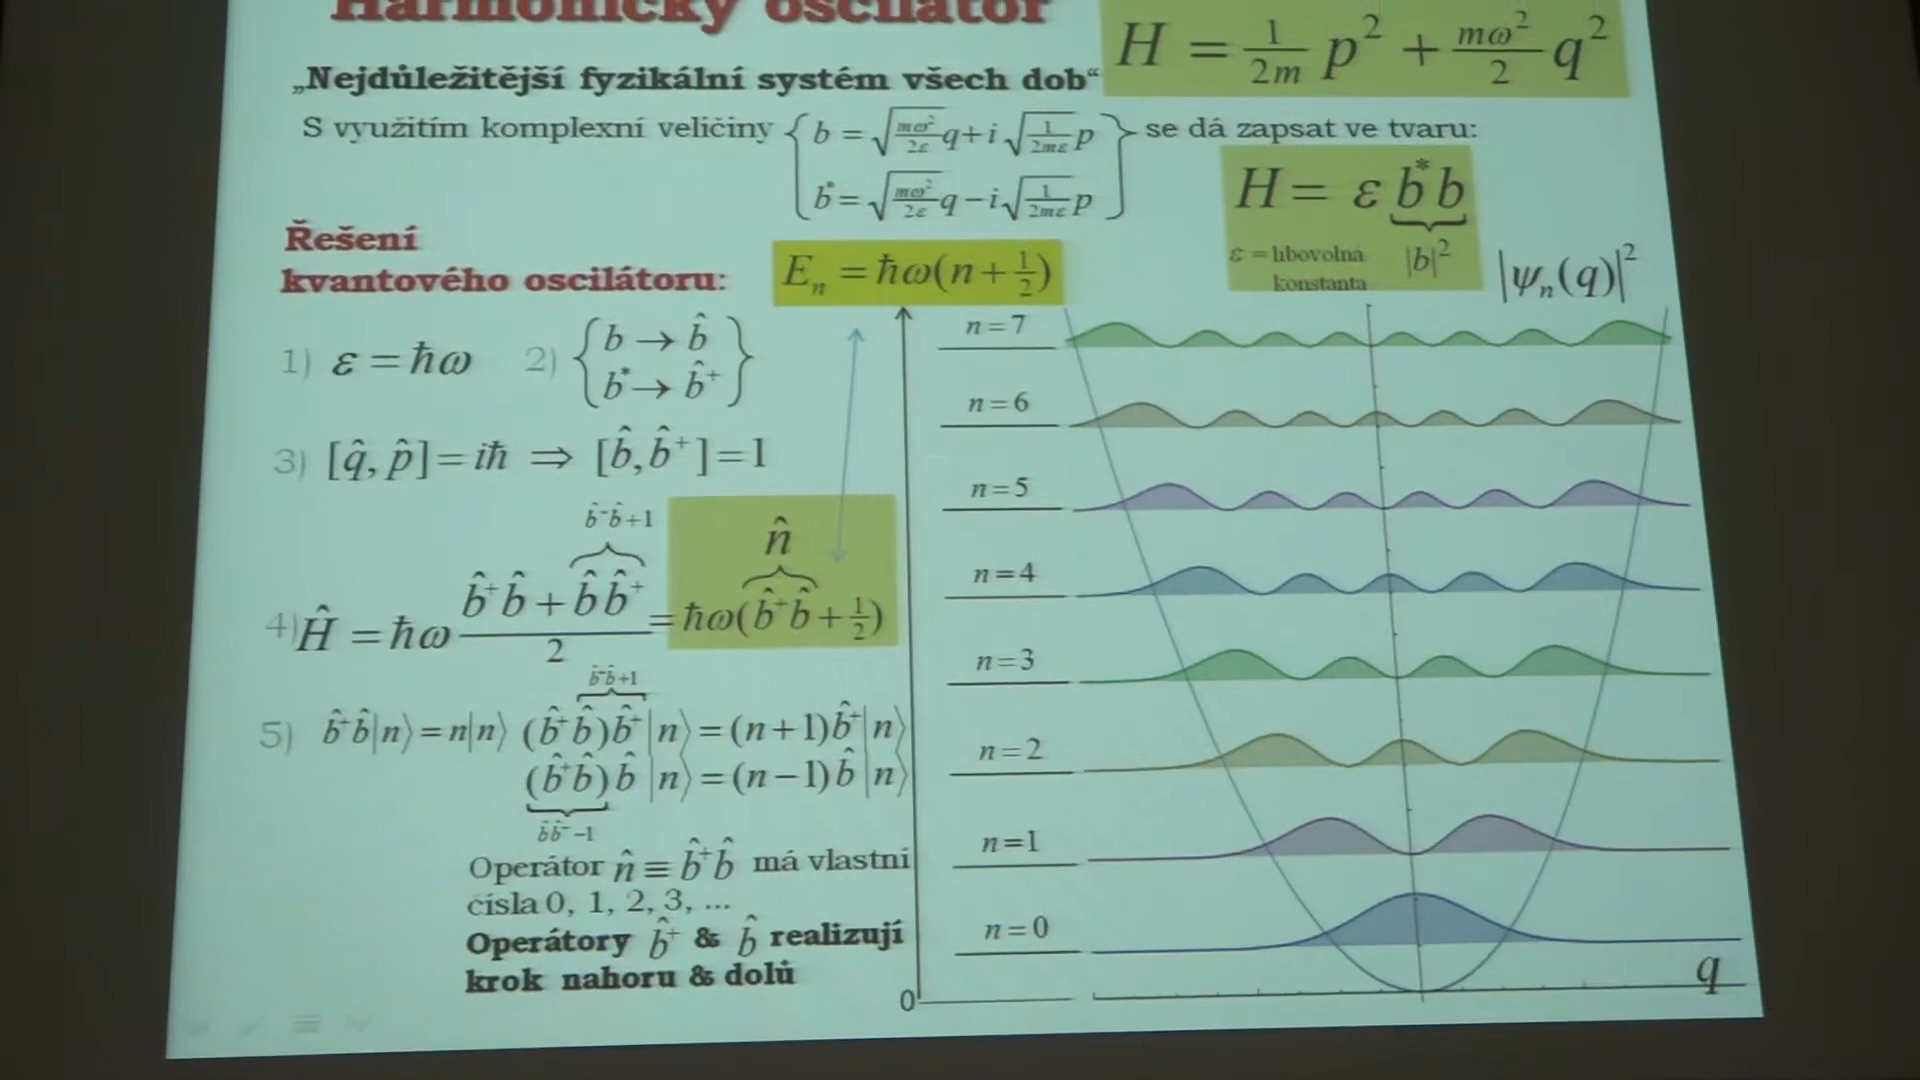 Harmonický oscilátor
H = 1/2m p² + mω²/2 q²
„Nejdůležitější fyzikální systém všech dob“
S využitím komplexní veličiny { b = √(mω²/2ε) q + i √(1/2mε) p
b* = √(mω²/2ε) q − i √(1/2mε) p } se dá zapsat ve tvaru:
H = ε b*b
ε = libovolná konstanta |b|²
Řešení
kvantového oscilátoru:
E_n = ħω(n + ½)
|ψ_n(q)|²
1) ε = ħω 2) { b → b̂
b* → b̂⁺ }
3) [q̂, p̂] = iħ ⇒ [b̂, b̂⁺] = 1
b̂⁺b̂+1
n̂
4) Ĥ = ħω (b̂⁺b̂ + b̂b̂⁺)/2 = ħω(b̂⁺b̂ + ½)
b̂⁺b̂+1
5) b̂⁺b̂|n⟩ = n|n⟩ (b̂⁺b̂)b̂⁺|n⟩ = (n+1)b̂⁺|n⟩
(b̂⁺b̂)b̂|n⟩ = (n−1)b̂|n⟩
b̂b̂⁺−1
Operátor n̂ ≡ b̂⁺b̂ má vlastní
čísla 0, 1, 2, 3, ...
Operátory b̂⁺ & b̂ realizují
krok nahoru & dolů
n = 7
n = 6
n = 5
n = 4
n = 3
n = 2
n = 1
n = 0
0
q